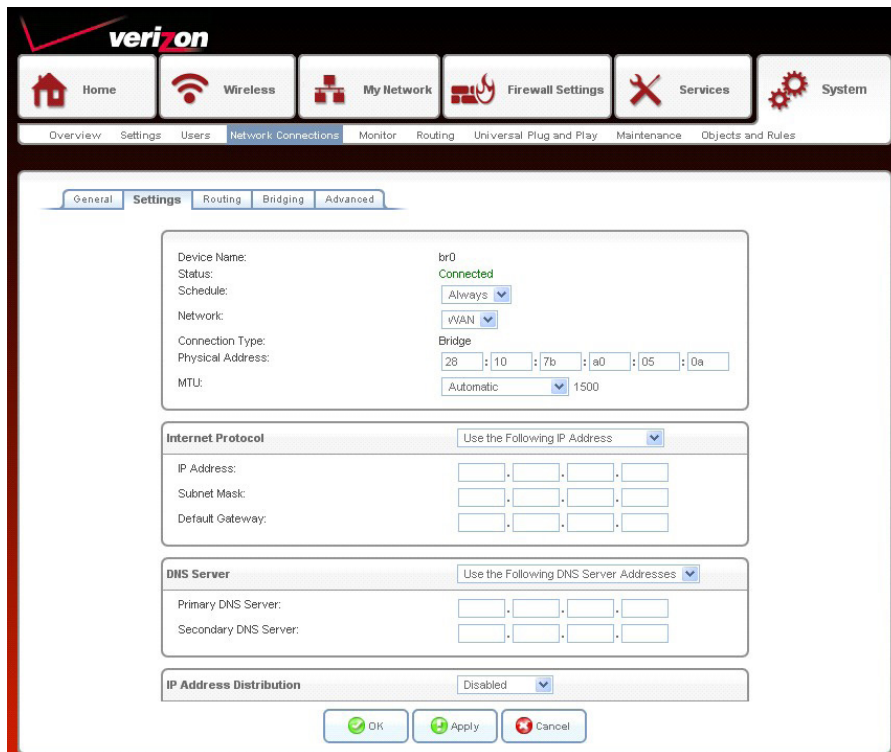 verizon
Home Wireless My Network Firewall Settings Services System
Overview Settings Users Network Connections Monitor Routing Universal Plug and Play Maintenance Objects and Rules
General Settings Routing Bridging Advanced
Device Name: br0
Status: Connected
Schedule: Always
Network: WAN
Connection Type: Bridge
Physical Address: 28 : 10 : 7b : a0 : 05 : 0a
MTU: Automatic 1500
Internet Protocol Use the Following IP Address
IP Address: . . .
Subnet Mask: . . .
Default Gateway: . . .
DNS Server Use the Following DNS Server Addresses
Primary DNS Server: . . .
Secondary DNS Server: . . .
IP Address Distribution Disabled
OK Apply Cancel